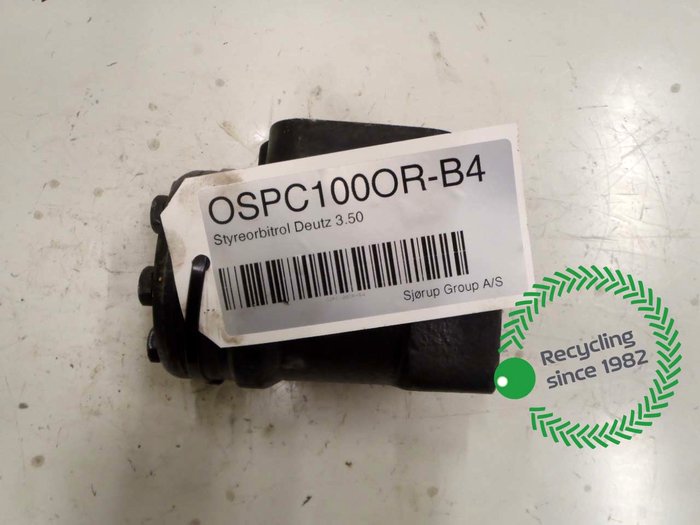 OSPC100OR-B4
Styreorbitrol Deutz 3.50
Sjørup Group A/S
Recycling
since 1982